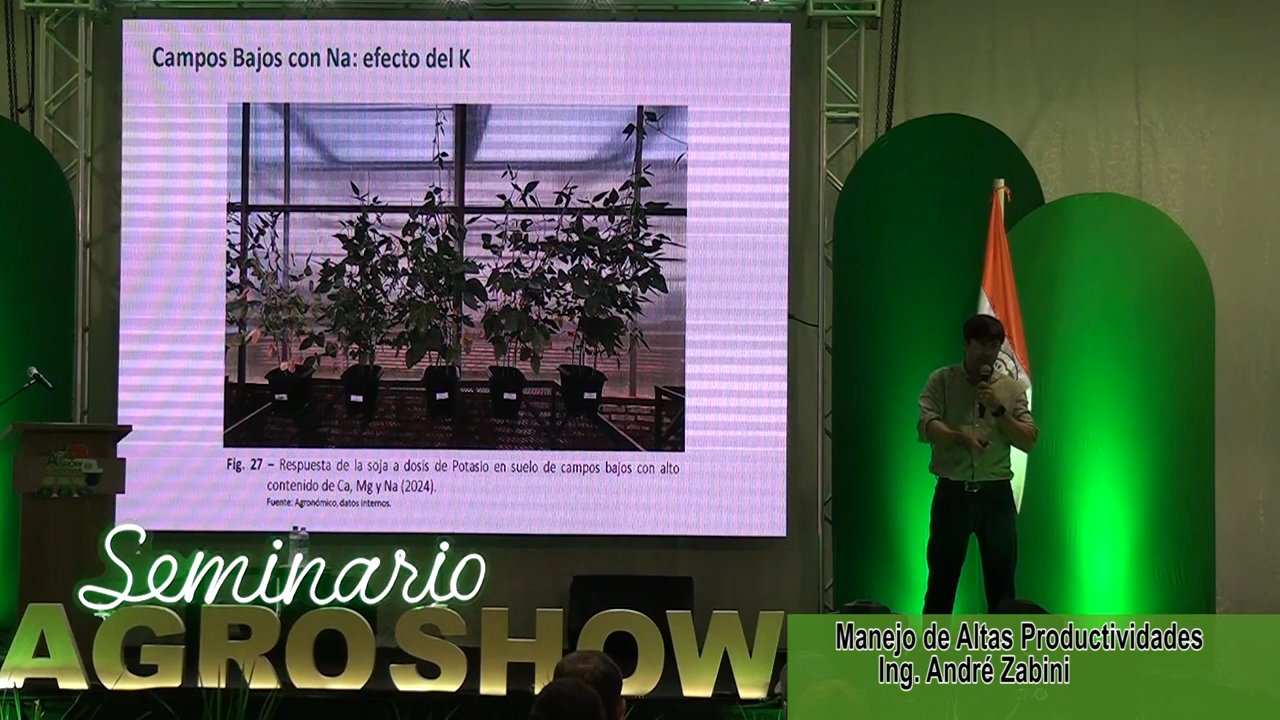 Campos Bajos con Na: efecto del K
Fig. 27 – Respuesta de la soja a dosis de Potasio en suelo de campos bajos con alto
contenido de Ca, Mg y Na (2024).
Fuente: Agronómico, datos internos.
Seminario
AGROSHOW
Manejo de Altas Productividades
Ing. André Zabini